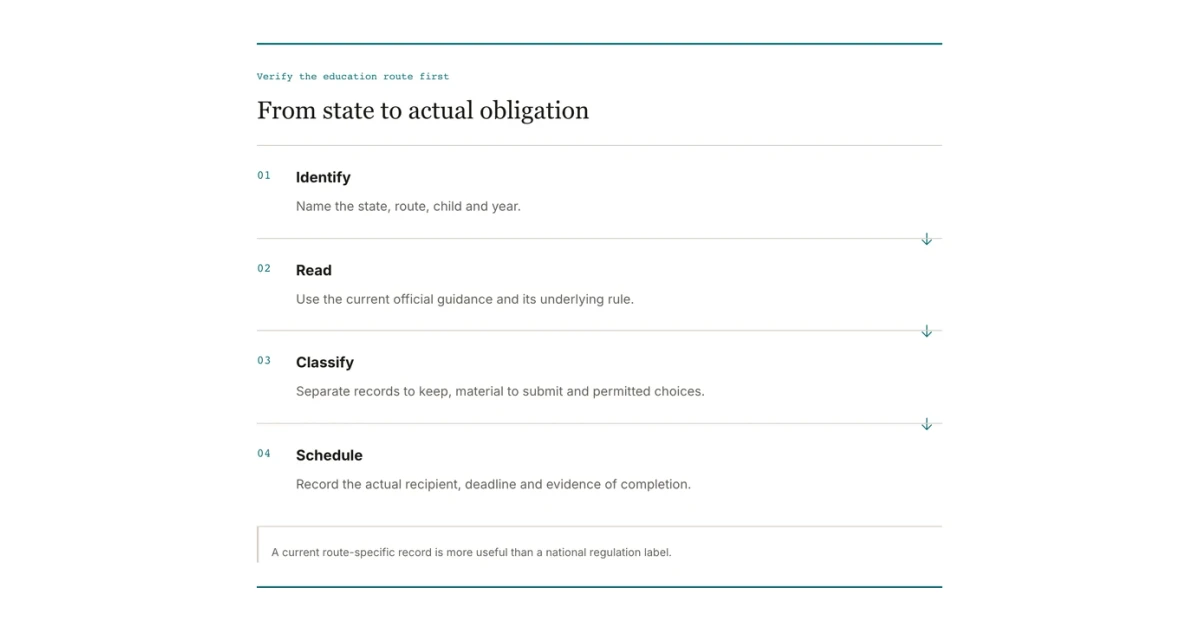 Verify the education route first
From state to actual obligation
01
Identify
Name the state, route, child and year.
02
Read
Use the current official guidance and its underlying rule.
03
Classify
Separate records to keep, material to submit and permitted choices.
04
Schedule
Record the actual recipient, deadline and evidence of completion.
A current route-specific record is more useful than a national regulation label.